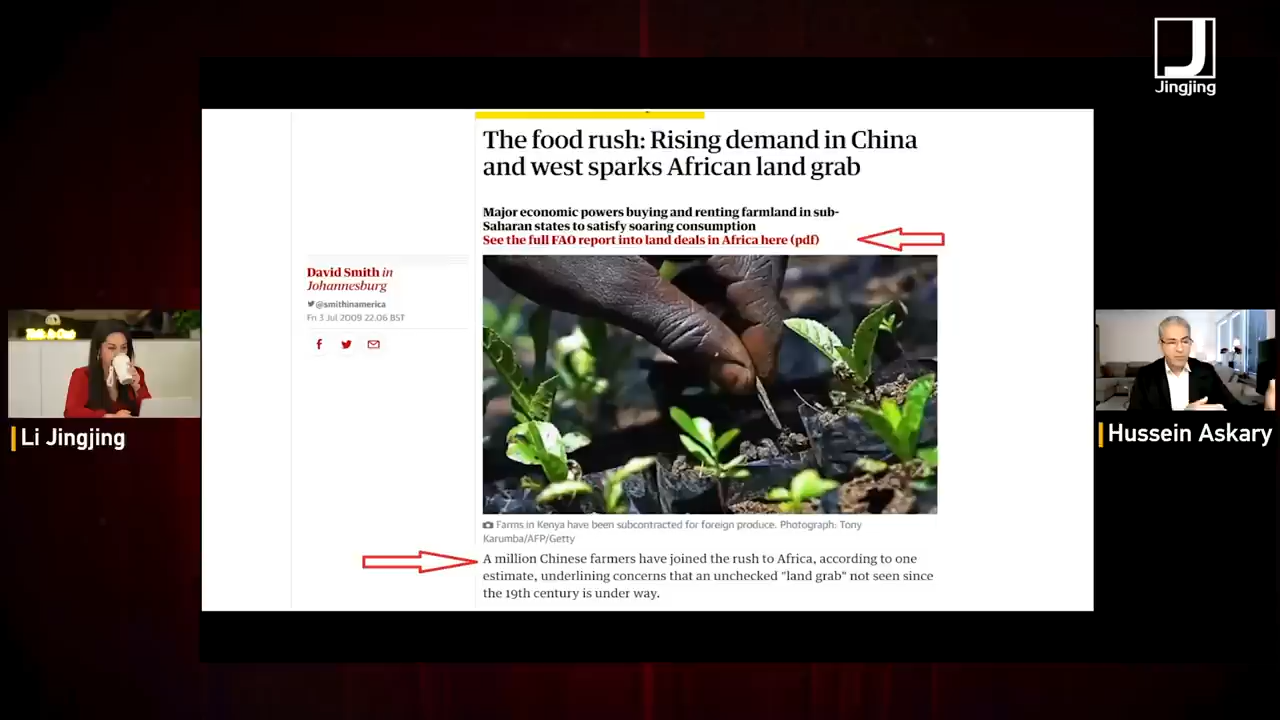 Jingjing
The food rush: Rising demand in China
and west sparks African land grab
Major economic powers buying and renting farmland in sub-
Saharan states to satisfy soaring consumption
See the full FAO report into land deals in Africa here (pdf)
David Smith in
Johannesburg
@smithinamerica
Fri 3 Jul 2009 22.06 BST
Farms in Kenya have been subcontracted for foreign produce. Photograph: Tony
Karumba/AFP/Getty
A million Chinese farmers have joined the rush to Africa, according to one
estimate, underlining concerns that an unchecked "land grab" not seen since
the 19th century is under way.
Li Jingjing
Hussein Askary